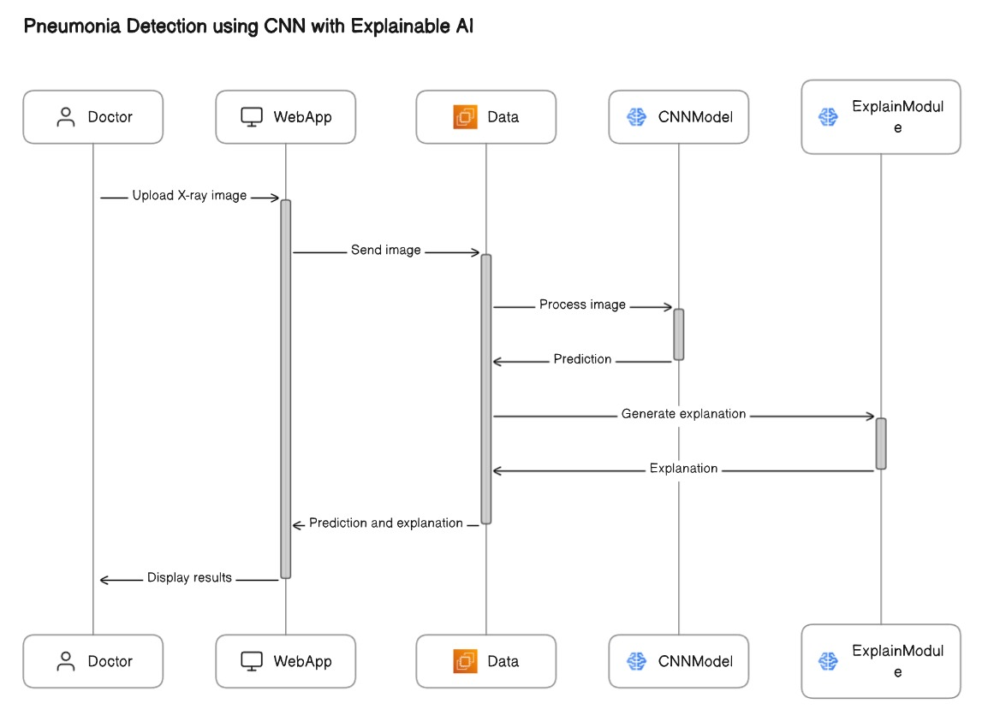 Pneumonia Detection using CNN with Explainable AI
Doctor
WebApp
Data
CNNModel
ExplainModul
e
Upload X-ray image
Send image
Process image
Prediction
Generate explanation
Explanation
Prediction and explanation
Display results
Doctor
WebApp
Data
CNNModel
ExplainModul
e